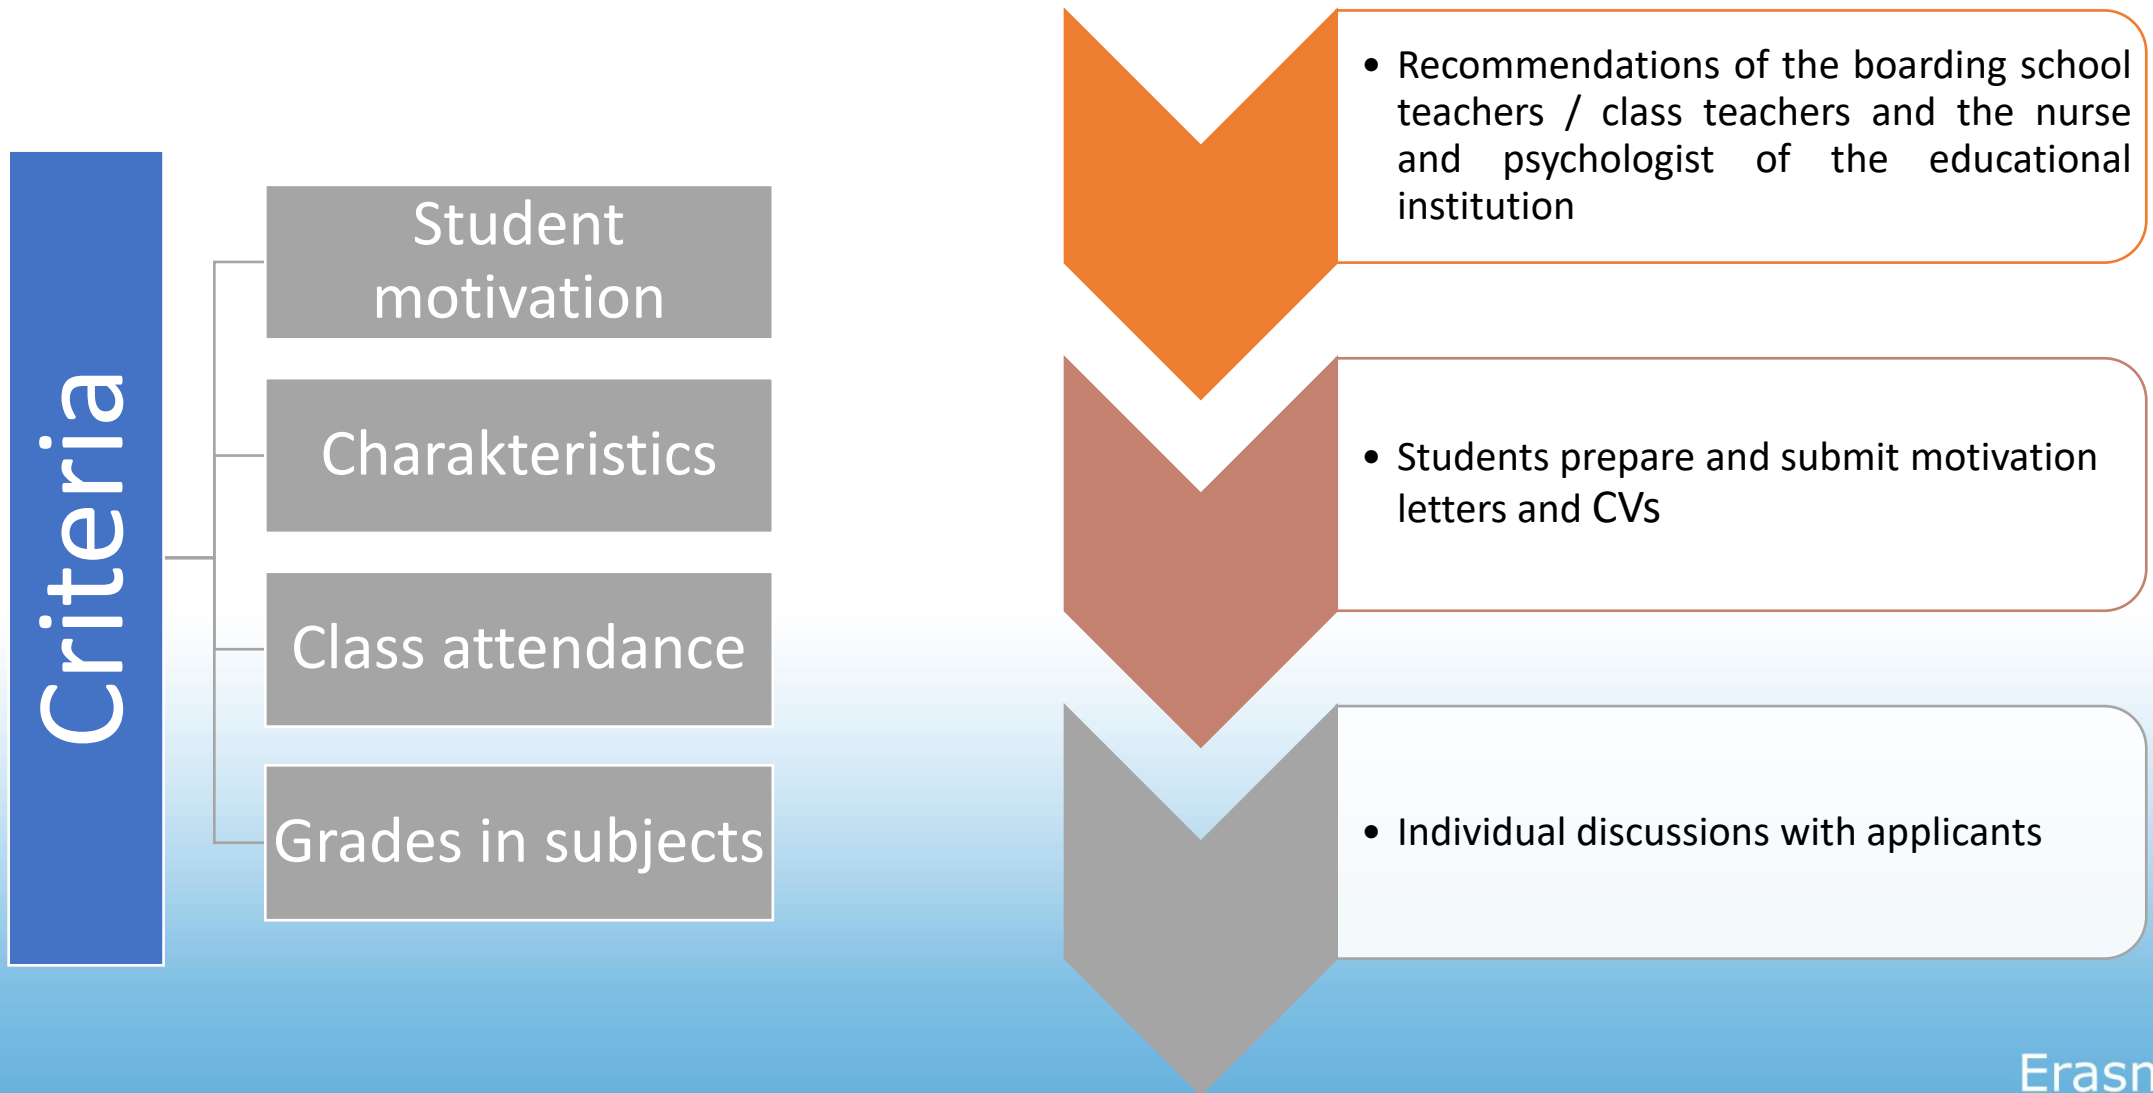 Criteria
Student
motivation
Charakteristics
Class attendance
Grades in subjects
• Recommendations of the boarding school
teachers / class teachers and the nurse
and psychologist of the educational
institution
• Students prepare and submit motivation
letters and CVs
• Individual discussions with applicants